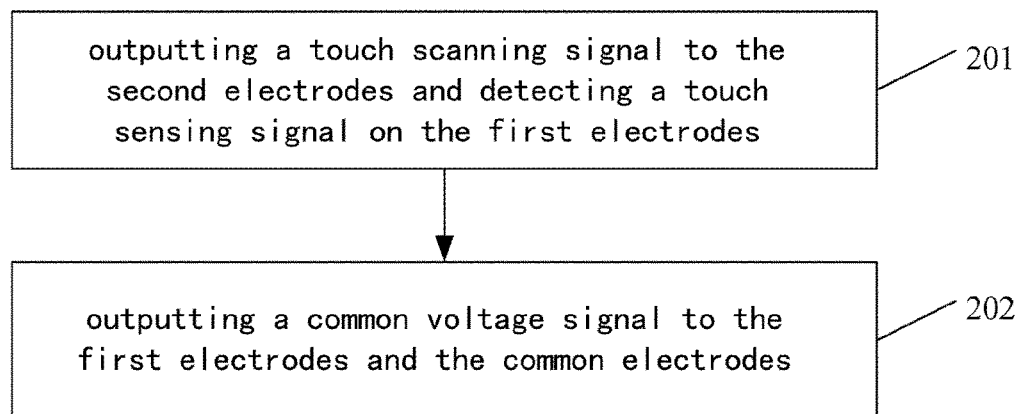 outputting a touch scanning signal to the
second electrodes and detecting a touch
sensing signal on the first electrodes
201
outputting a common voltage signal to the
first electrodes and the common electrodes
202